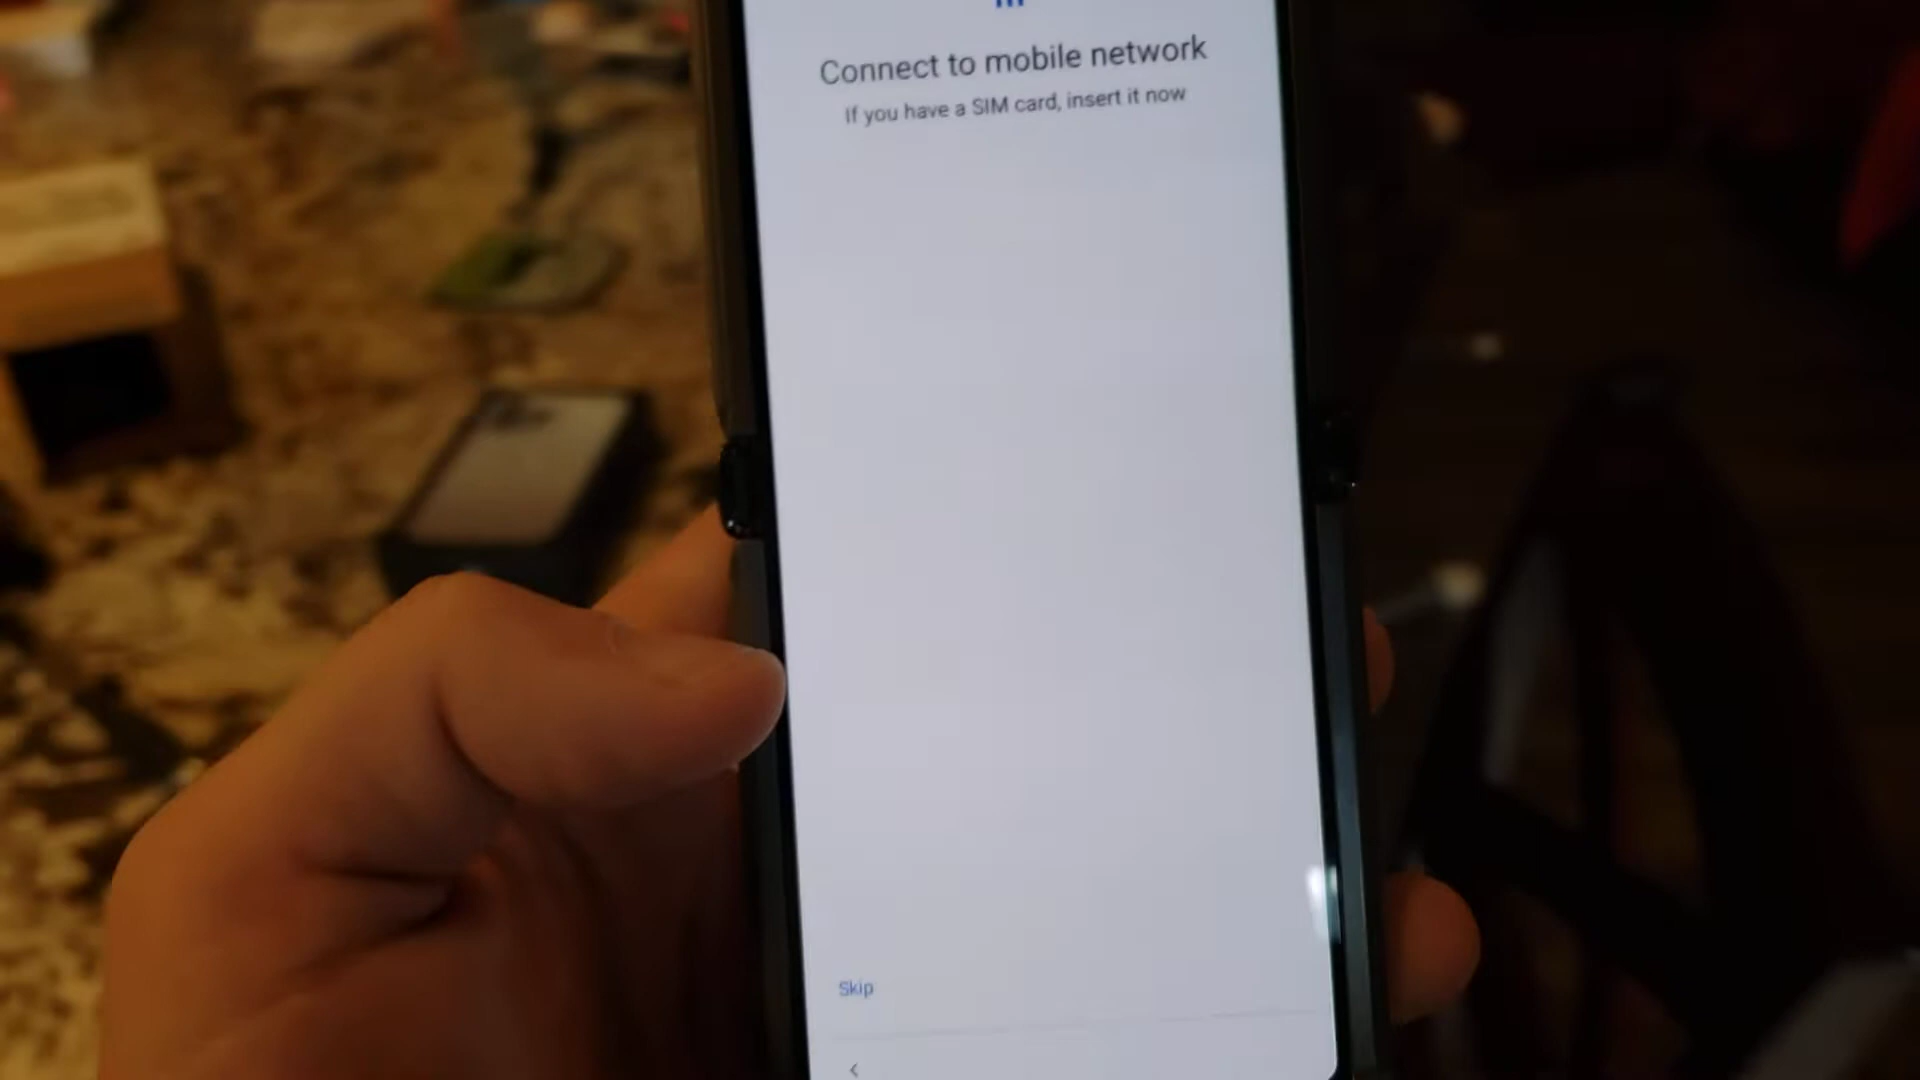 Connect to mobile network
If you have a SIM card, insert it now
Skip